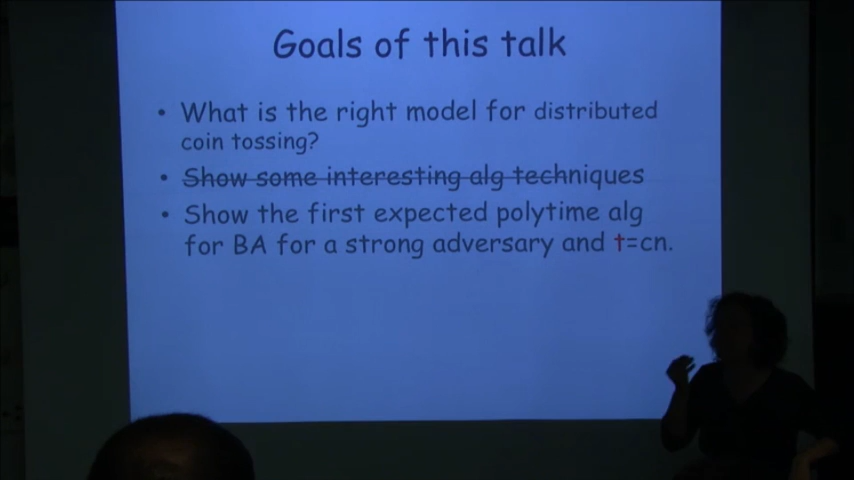 Goals of this talk
• What is the right model for distributed
coin tossing?
• Show some interesting alg techniques
• Show the first expected polytime alg
for BA for a strong adversary and t=cn.